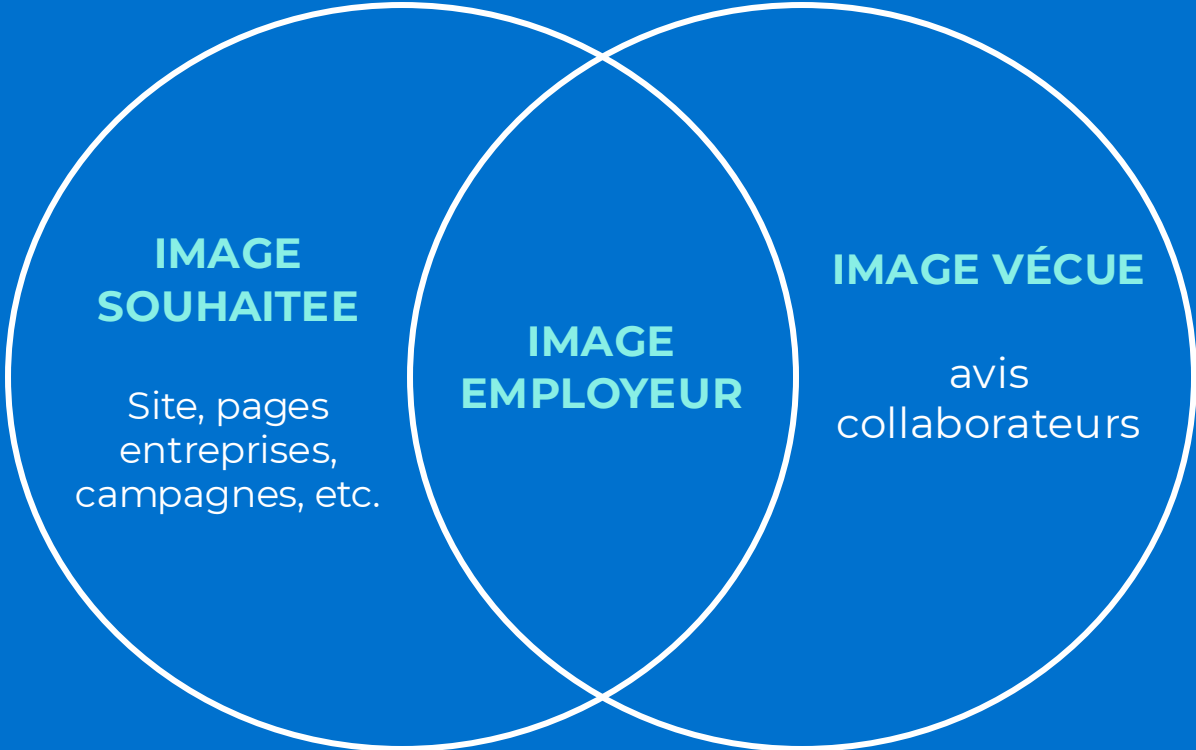 IMAGE
SOUHAITEE
Site, pages
entreprises,
campagnes, etc.
IMAGE
EMPLOYEUR
IMAGE VÉCUE
avis
collaborateurs